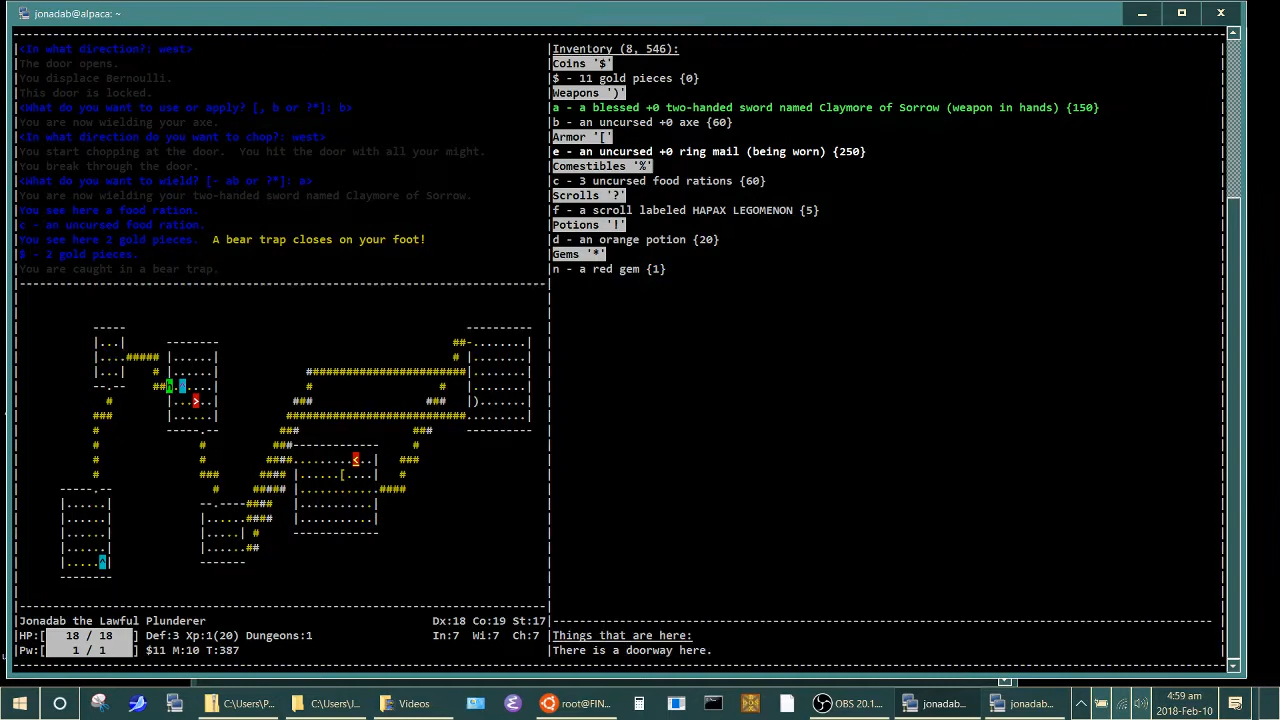 jonadab@alpaca: ~
<In what direction?: west>
The door opens.
You displace Bernoulli.
This door is locked.
<What do you want to use or apply? [, b or ?*]: b>
You are now wielding your axe.
<In what direction do you want to chop?: west>
You start chopping at the door.  You hit the door with all your might.
You break through the door.
<What do you want to wield? [- ab or ?*]: a>
You are now wielding your two-handed sword named Claymore of Sorrow.
You see here a food ration.
c - an uncursed food ration.
You see here 2 gold pieces.  A bear trap closes on your foot!
$ - 2 gold pieces.
You are caught in a bear trap.
Inventory (8, 546):
Coins '$'
$ - 11 gold pieces {0}
Weapons ')'
a - a blessed +0 two-handed sword named Claymore of Sorrow (weapon in hands) {150}
b - an uncursed +0 axe {60}
Armor '['
e - an uncursed +0 ring mail (being worn) {250}
Comestibles '%'
c - 3 uncursed food rations {60}
Scrolls '?'
f - a scroll labeled HAPAX LEGOMENON {5}
Potions '!'
d - an orange potion {20}
Gems '*'
n - a red gem {1}
Jonadab the Lawful Plunderer
Dx:18 Co:19 St:17
HP:[ 18 / 18 ] Def:3 Xp:1(20) Dungeons:1
In:7 Wi:7 Ch:7
Pw:[ 1 / 1 ] $11 M:10 T:387
Things that are here:
There is a doorway here.
C:\Users\P...
C:\Users\J...
Videos
root@FIN...
OBS 20.1...
jonadab...
jonadab...
4:59 am
2018-Feb-10